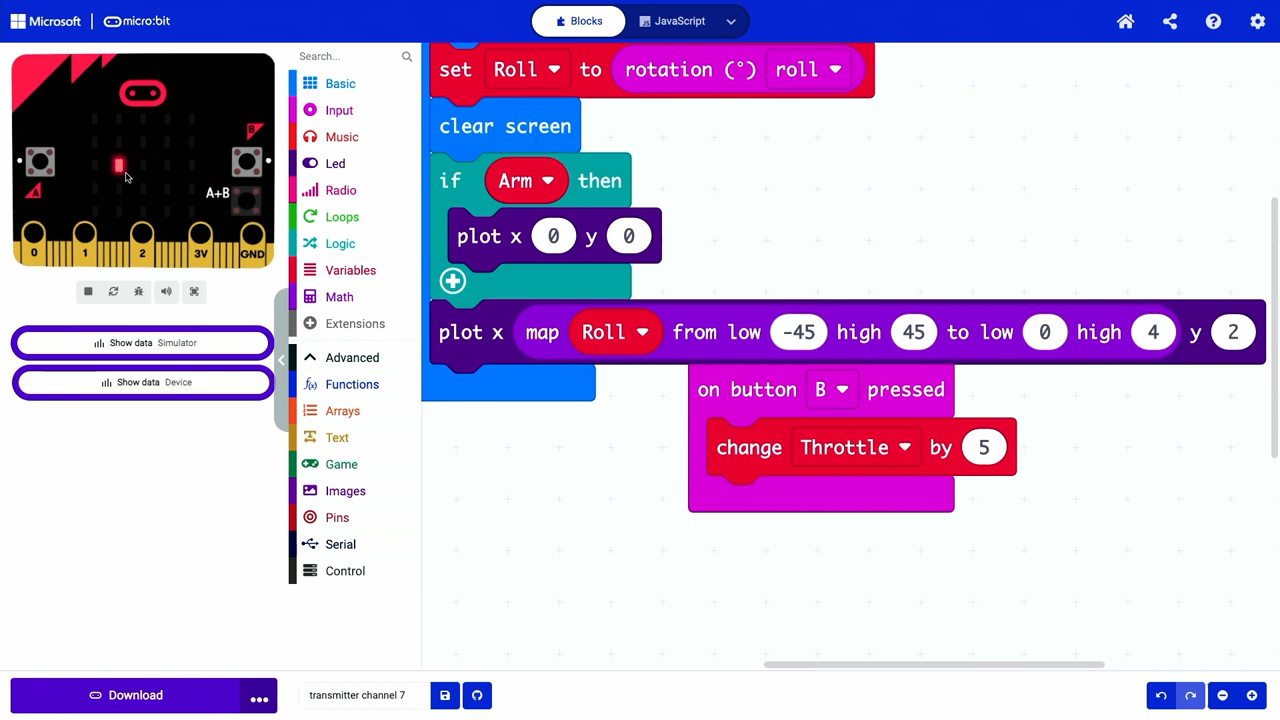 Microsoft micro:bit Blocks JavaScript
Search...
Basic
Input
Music
Led
Radio
Loops
Logic
Variables
Math
Extensions
Advanced
Functions
Arrays
Text
Game
Images
Pins
Serial
Control
B
A
A+B
0 1 2 3V GND
Show data Simulator
Show data Device
set Roll to rotation (°) roll
clear screen
if Arm then
plot x 0 y 0
plot x map Roll from low -45 high 45 to low 0 high 4 y 2
on button B pressed
change Throttle by 5
Download ... transmitter channel 7